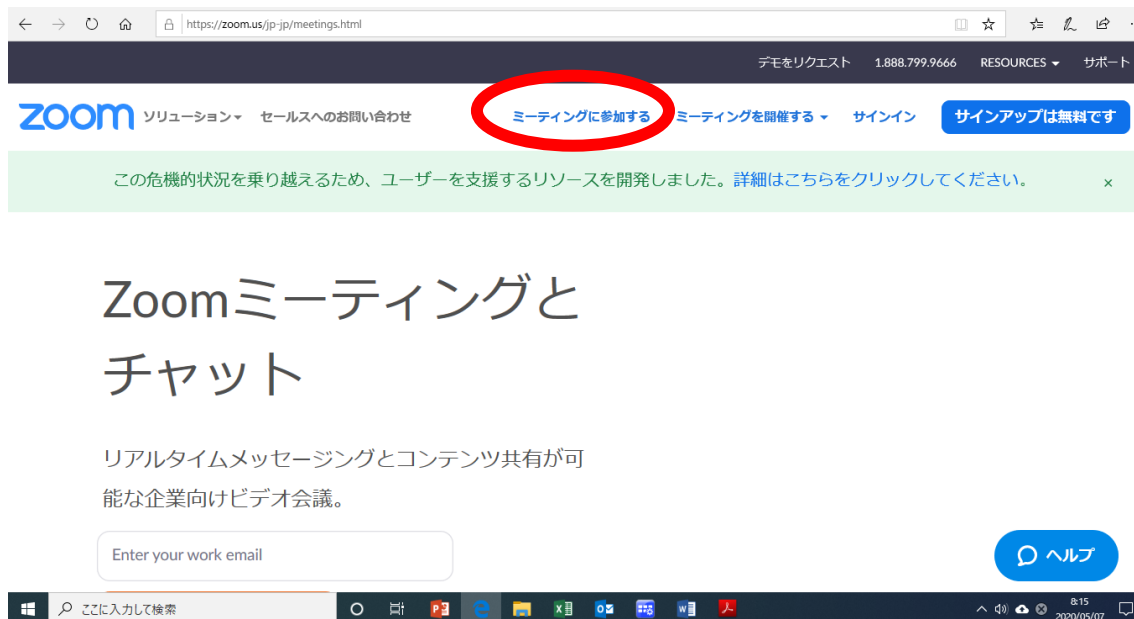 https://zoom.us/jp-jp/meetings.html
デモをリクエスト 1.888.799.9666 RESOURCES サポート
zoom ソリューション セールスへのお問い合わせ ミーティングに参加する ミーティングを開催する サインイン サインアップは無料です
この危機的状況を乗り越えるため、ユーザーを支援するリソースを開発しました。詳細はこちらをクリックしてください。 ×
Zoomミーティングと
チャット
リアルタイムメッセージングとコンテンツ共有が可
能な企業向けビデオ会議。
Enter your work email
ヘルプ
ここに入力して検索
8:15
2020/05/07